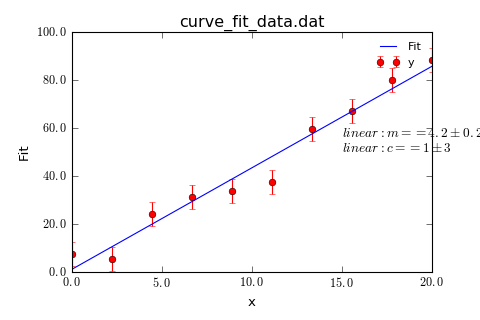 curve_fit_data.dat
100.0
80.0
60.0
40.0
20.0
0.0
Fit
Fit
y
linear : m = =4.2 ± 0.2
linear : c = =1 ± 3
0.0 5.0 10.0 15.0 20.0
x